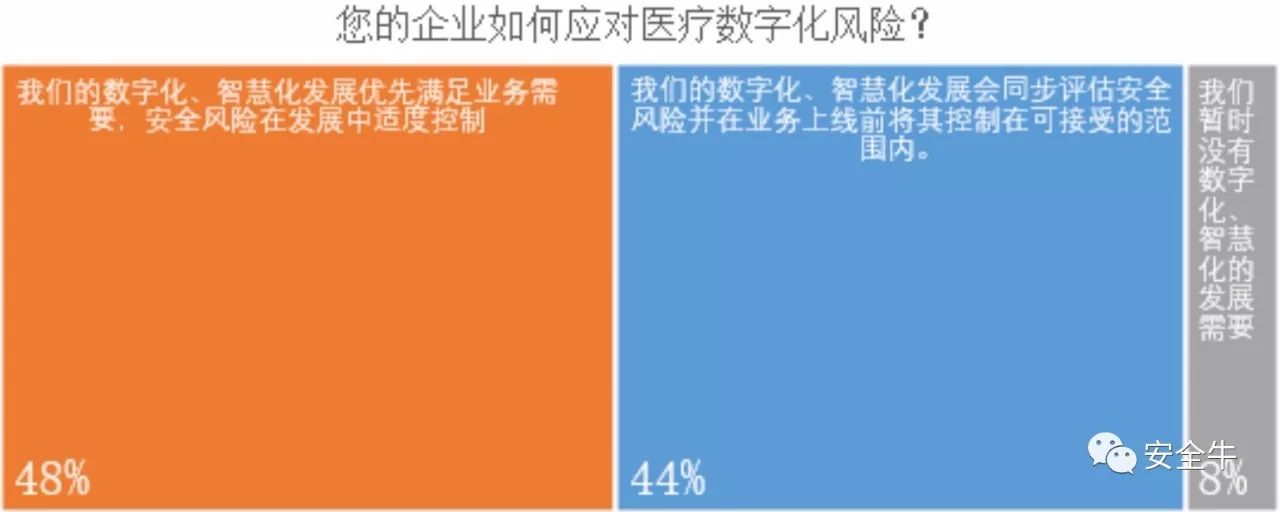 您的企业如何应对医疗数字化风险？
我们的数字化、智慧化发展优先满足业务需
要，安全风险在发展中适度控制
48%
我们的数字化、智慧化发展会同步评估安全
风险并在业务上线前将其控制在可接受的范
围内。
44%
我们
暂时
没有
数字
化、
智慧
化的
发展
需要
8%
安全牛